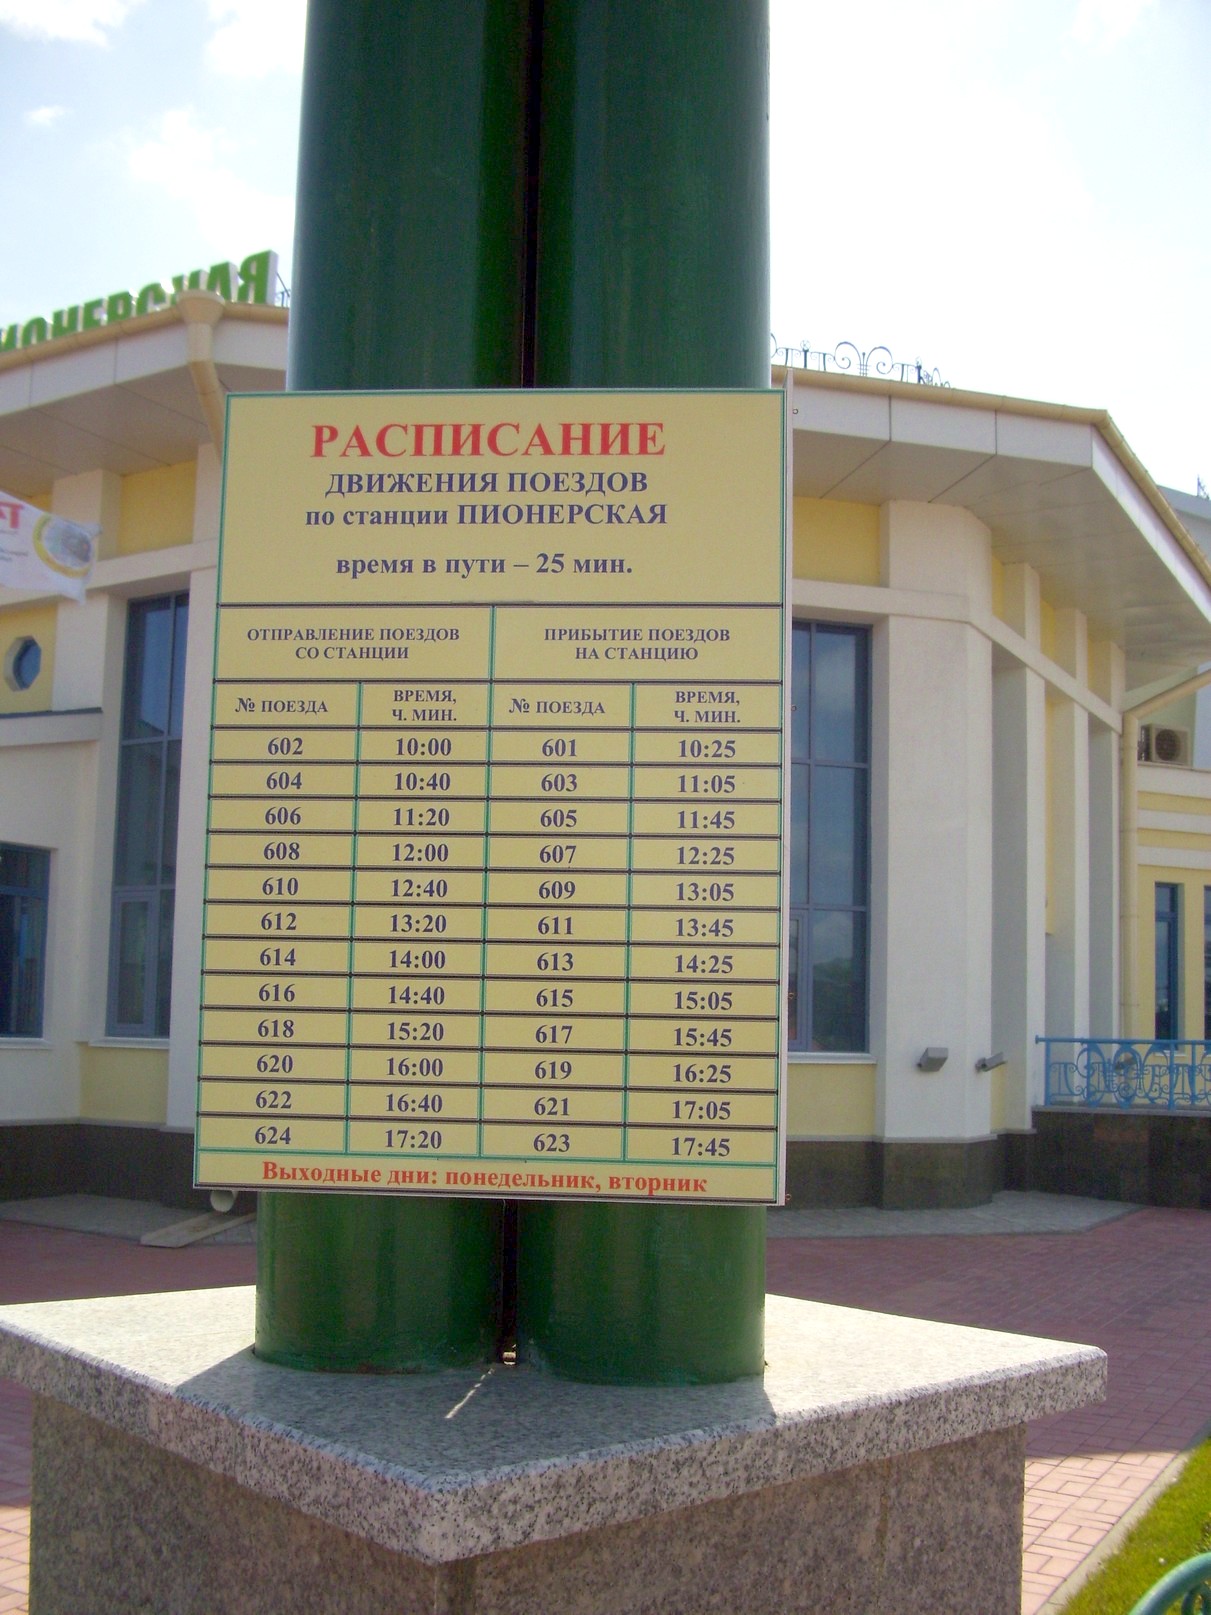 РАСПИСАНИЕ
ДВИЖЕНИЯ ПОЕЗДОВ
по станции ПИОНЕРСКАЯ
время в пути – 25 мин.
ОТПРАВЛЕНИЕ ПОЕЗДОВ СО СТАНЦИИ ПРИБЫТИЕ ПОЕЗДОВ НА СТАНЦИЮ
№ ПОЕЗДА ВРЕМЯ, Ч. МИН. № ПОЕЗДА ВРЕМЯ, Ч. МИН.
602 10:00 601 10:25
604 10:40 603 11:05
606 11:20 605 11:45
608 12:00 607 12:25
610 12:40 609 13:05
612 13:20 611 13:45
614 14:00 613 14:25
616 14:40 615 15:05
618 15:20 617 15:45
620 16:00 619 16:25
622 16:40 621 17:05
624 17:20 623 17:45
Выходные дни: понедельник, вторник